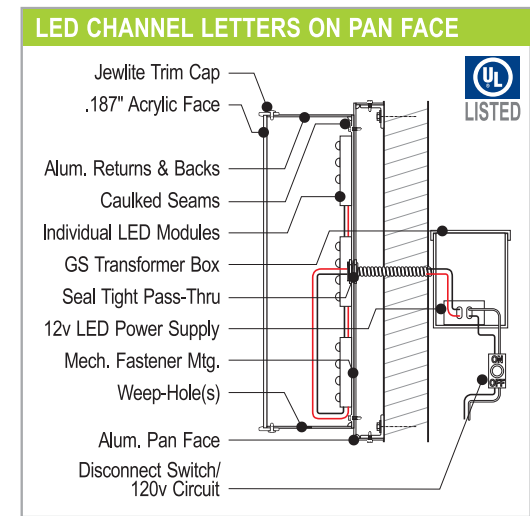 LED CHANNEL LETTERS ON PAN FACE
Jewlite Trim Cap
.187" Acrylic Face
UL
LISTED
Alum. Returns & Backs
Caulked Seams
Individual LED Modules
GS Transformer Box
Seal Tight Pass-Thru
12v LED Power Supply
Mech. Fastener Mtg.
ON
OFF
Weep-Hole(s)
Alum. Pan Face
Disconnect Switch/
120v Circuit